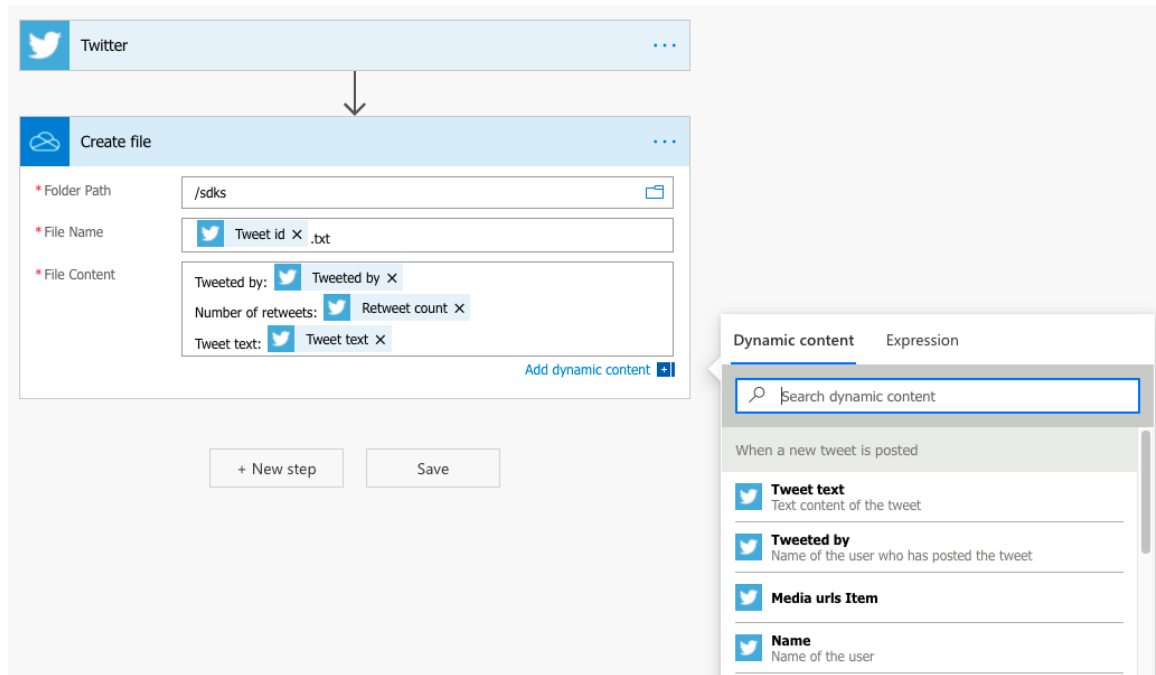 Twitter
Create file
* Folder Path
/sdks
* File Name
Tweet id × .txt
* File Content
Tweeted by: Tweeted by ×
Number of retweets: Retweet count ×
Tweet text: Tweet text ×
Add dynamic content +
+ New step
Save
Dynamic content
Expression
Search dynamic content
When a new tweet is posted
Tweet text
Text content of the tweet
Tweeted by
Name of the user who has posted the tweet
Media urls Item
Name
Name of the user